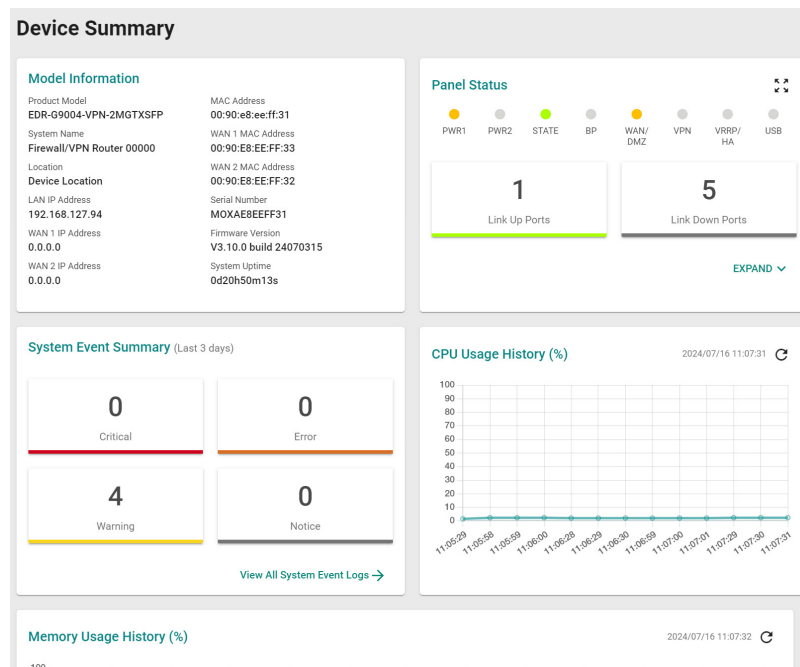 Device Summary
Model Information
Product Model
EDR-G9004-VPN-2MGTXSFP
System Name
Firewall/VPN Router 00000
Location
Device Location
LAN IP Address
192.168.127.94
WAN 1 IP Address
0.0.0.0
WAN 2 IP Address
0.0.0.0
MAC Address
00:90:e8:ee:ff:31
WAN 1 MAC Address
00:90:E8:EE:FF:33
WAN 2 MAC Address
00:90:E8:EE:FF:32
Serial Number
MOXAE8EEFF31
Firmware Version
V3.10.0 build 24070315
System Uptime
0d20h50m13s
Panel Status
PWR1
PWR2
STATE
BP
WAN/
DMZ
VPN
VRRP/
HA
USB
1
Link Up Ports
5
Link Down Ports
EXPAND
System Event Summary (Last 3 days)
0
Critical
0
Error
4
Warning
0
Notice
View All System Event Logs
CPU Usage History (%)
2024/07/16 11:07:31
100
90
80
70
60
50
40
30
20
10
0
11:05:29
11:05:58
11:05:59
11:06:00
11:06:28
11:06:29
11:06:30
11:06:59
11:07:00
11:07:01
11:07:29
11:07:30
11:07:31
Memory Usage History (%)
2024/07/16 11:07:32
100